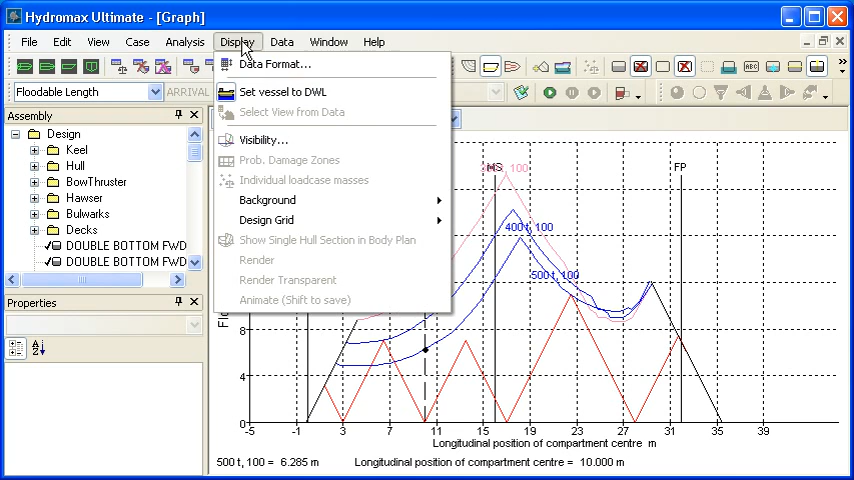 Hydromax Ultimate - [Graph]
File Edit View Case Analysis Display Data Window Help
Floodable Length
ARRIVAL
Assembly
Design
Keel
Hull
BowThruster
Hawser
Bulwarks
Decks
DOUBLE BOTTOM FWD
DOUBLE BOTTOM FWD
Properties
Data Format...
Set vessel to DWL
Select View from Data
Visibility...
Prob. Damage Zones
Individual loadcase masses
Background
Design Grid
Show Single Hull Section in Body Plan
Render
Render Transparent
Animate (Shift to save)
MS
FP
400 t, 100
500 t, 100
8
4
0
-5 -1 3 7 11 15 19 23 27 31 35 39
Longitudinal position of compartment centre m
500 t, 100 = 6.285 m Longitudinal position of compartment centre = 10.000 m